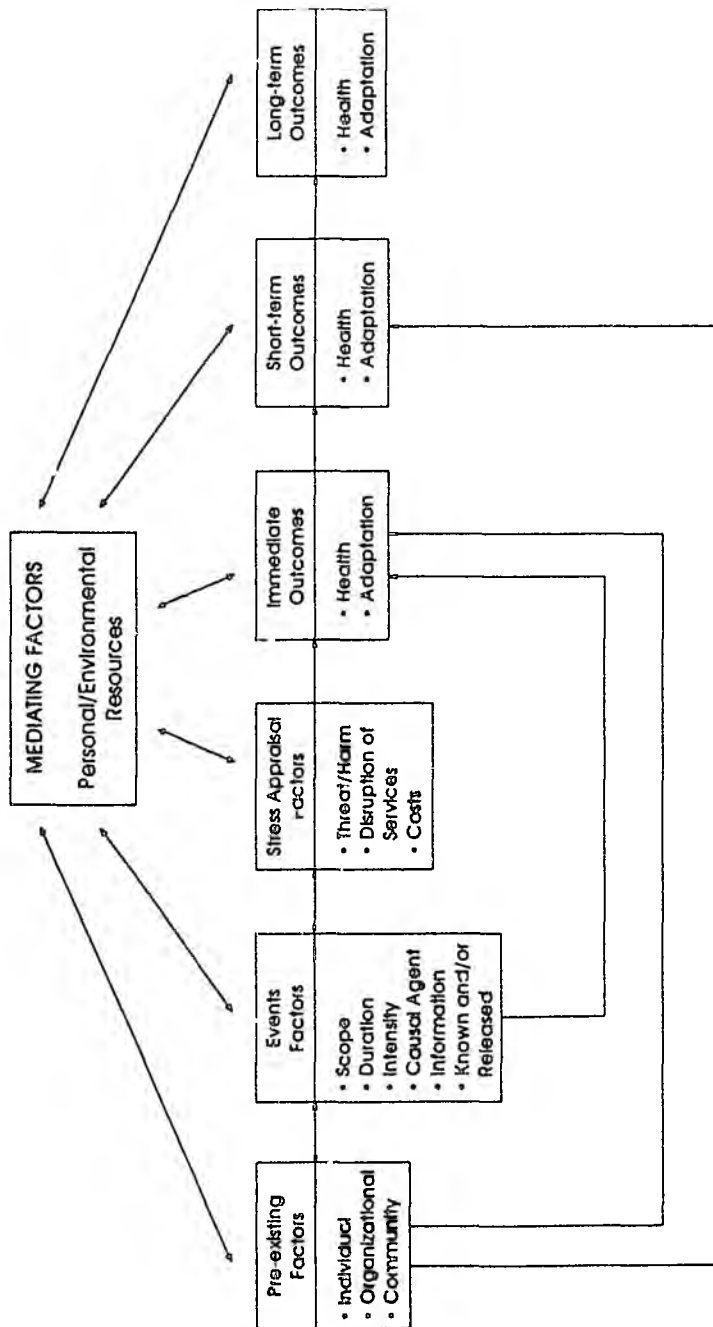 MEDIATING FACTORS
Personal/Environmental
Resources
Pre-existing
Factors
• Individual
• Organizational
• Community
Events
Factors
• Scope
• Duration
• Intensity
• Causal Agent
• Information
• Known and/or
Released
Stress Appraisal
Factors
• Threat/Harm
• Disruption of
Services
• Costs
Immediate
Outcomes
• Health
• Adaptation
Short-term
Outcomes
• Health
• Adaptation
Long-term
Outcomes
• Health
• Adaptation